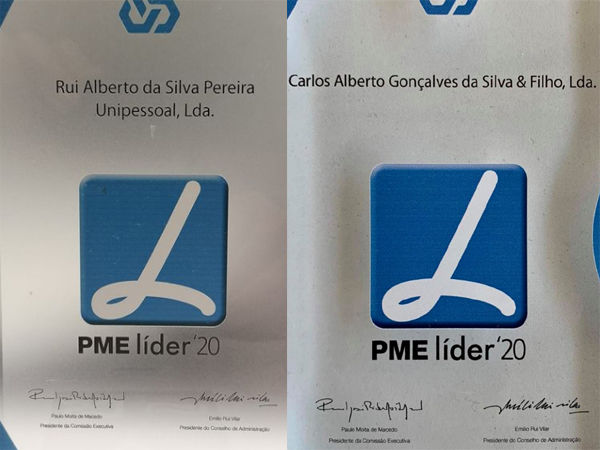 Rui Alberto da Silva Pereira
Unipessoal, Lda.
PME líder'20
Paulo Moita de Macedo
Presidente da Comissão Executiva
Emílio Rui Vilar
Presidente do Conselho de Administração
Carlos Alberto Gonçalves da Silva & Filho, Lda.
PME líder'20
Paulo Moita de Macedo
Presidente da Comissão Executiva
Emílio Rui Vilar
Presidente do Conselho de Administração